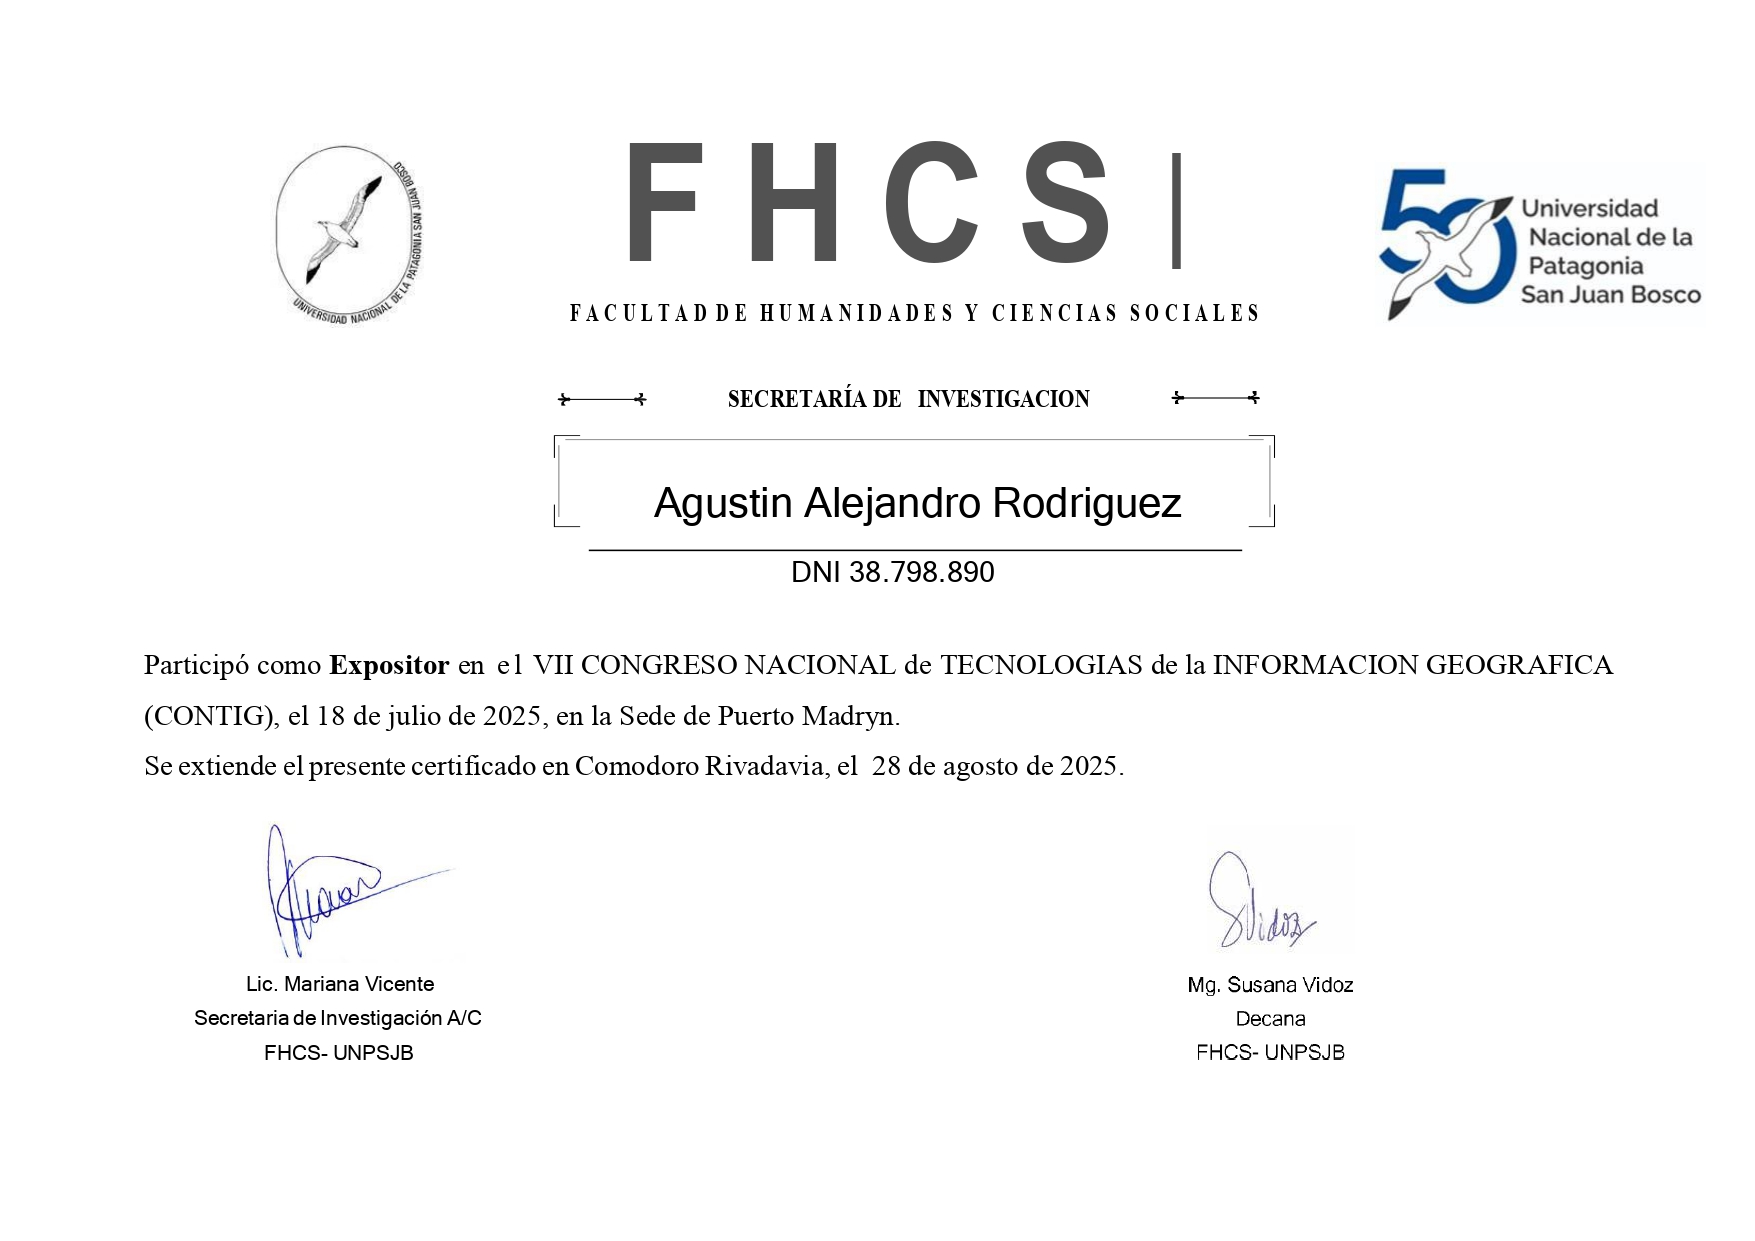 UNIVERSIDAD NACIONAL DE LA PATAGONIA SAN JUAN BOSCO
F H C S |
FACULTAD DE HUMANIDADES Y CIENCIAS SOCIALES
50
Universidad
Nacional de la
Patagonia
San Juan Bosco
SECRETARÍA DE INVESTIGACION
Agustin Alejandro Rodriguez
DNI 38.798.890
Participó como Expositor en el VII CONGRESO NACIONAL de TECNOLOGIAS de la INFORMACION GEOGRAFICA
(CONTIG), el 18 de julio de 2025, en la Sede de Puerto Madryn.
Se extiende el presente certificado en Comodoro Rivadavia, el 28 de agosto de 2025.
SVidoz
Lic. Mariana Vicente
Secretaria de Investigación A/C
FHCS- UNPSJB
Mg. Susana Vidoz
Decana
FHCS- UNPSJB